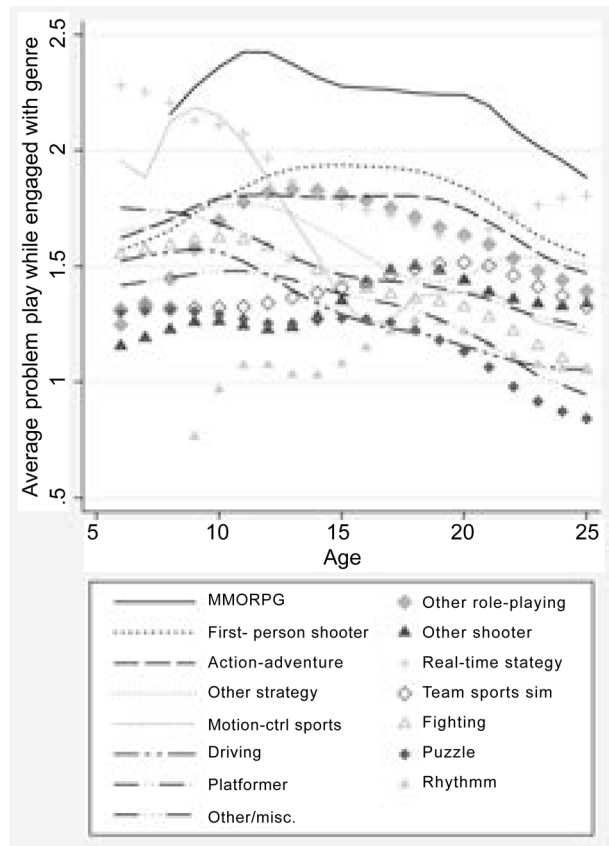 Average problem play while engaged with genre
2.5
2
1.5
1
.5
5
10
15
20
25
Age
MMORPG
First- person shooter
Action-adventure
Other strategy
Motion-ctrl sports
Driving
Platformer
Other/misc.
Other role-playing
Other shooter
Real-time stategy
Team sports sim
Fighting
Puzzle
Rhythmm